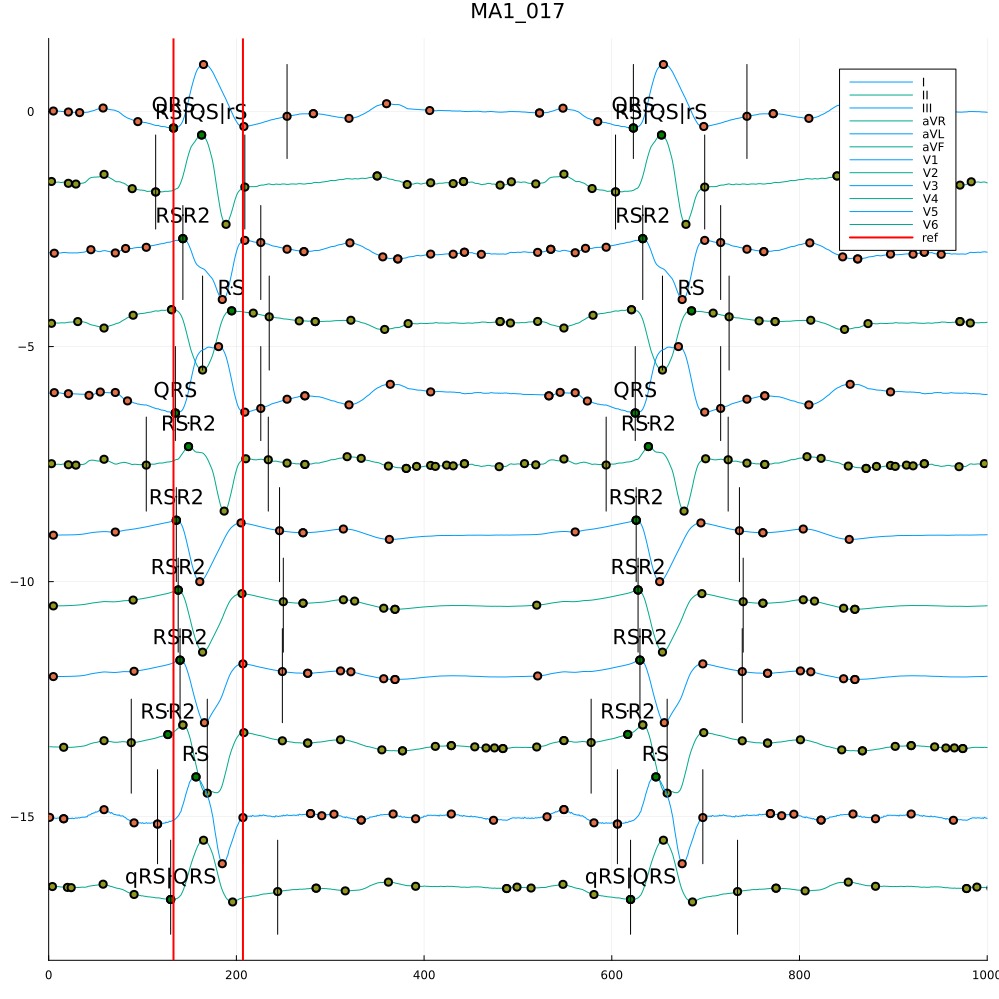 MA1_017
0
QRS
QRS
RS|QS|rS
RS|QS|rS
RSR2
RSR2
RS
RS
−5
QRS
QRS
RSR2
RSR2
RSR2
RSR2
RSR2
RSR2
−10
RSR2
RSR2
RSR2
RSR2
RS
RS
−15
qRS|QRS
qRS|QRS
I
II
III
aVR
aVL
aVF
V1
V2
V3
V4
V5
V6
ref
0 200 400 600 800 1000